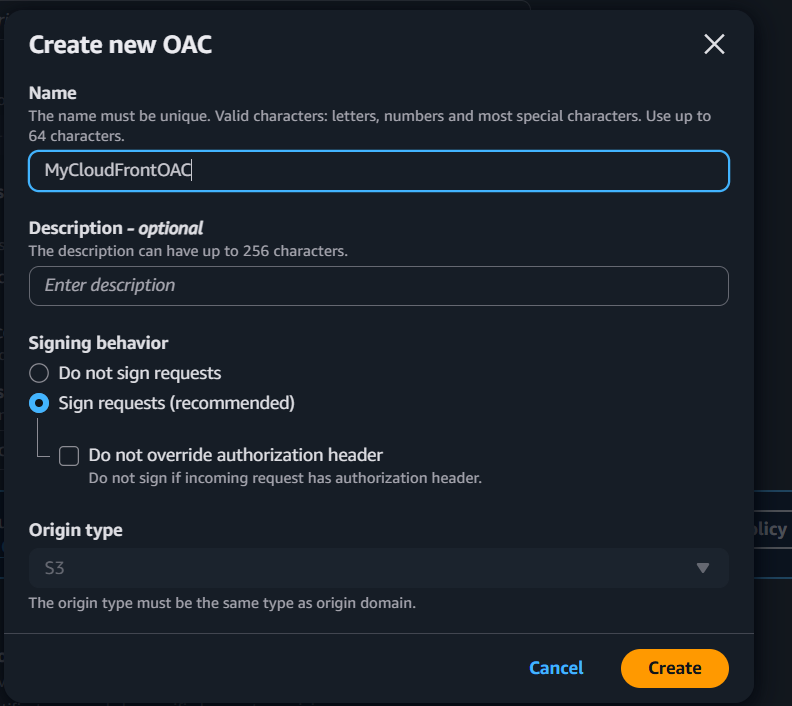 Create new OAC
Name
The name must be unique. Valid characters: letters, numbers and most special characters. Use up to
64 characters.
MyCloudFrontOAC
Description - optional
The description can have up to 256 characters.
Enter description
Signing behavior
Do not sign requests
Sign requests (recommended)
Do not override authorization header
Do not sign if incoming request has authorization header.
Origin type
S3
The origin type must be the same type as origin domain.
Cancel
Create